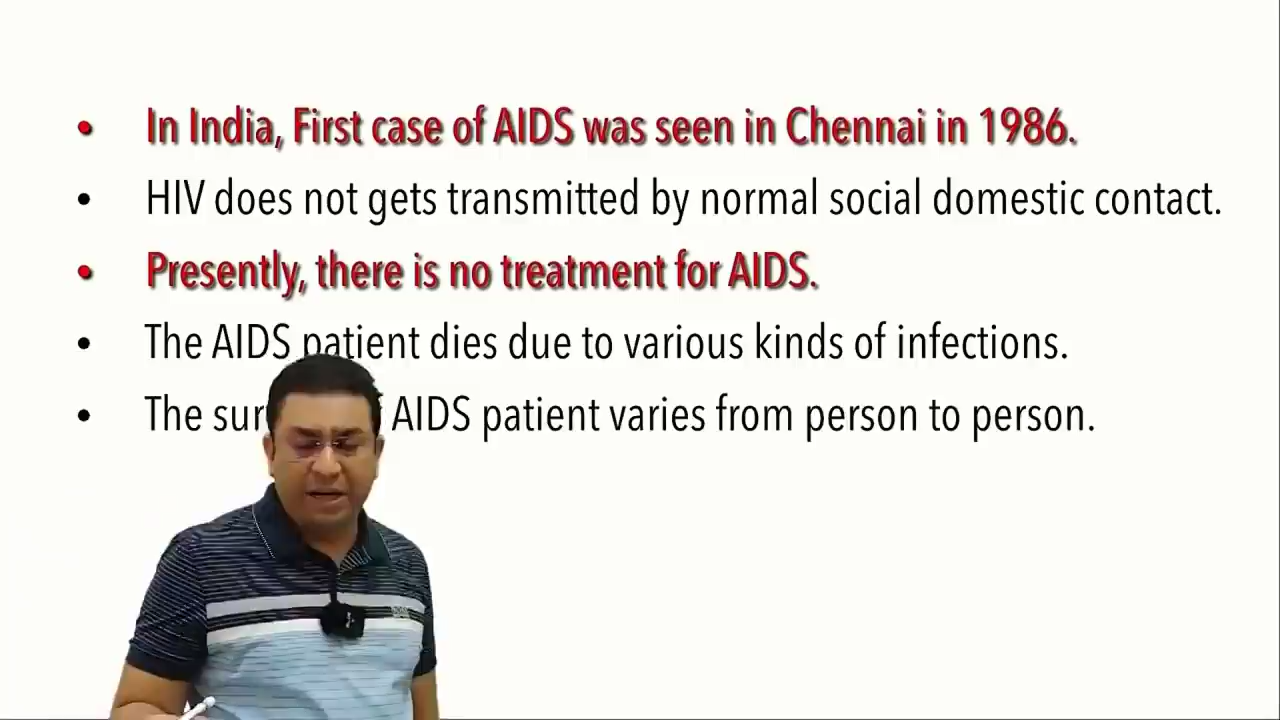 • In India, First case of AIDS was seen in Chennai in 1986.
• HIV does not gets transmitted by normal social domestic contact.
• Presently, there is no treatment for AIDS.
• The AIDS patient dies due to various kinds of infections.
• The AIDS patient varies from person to person.